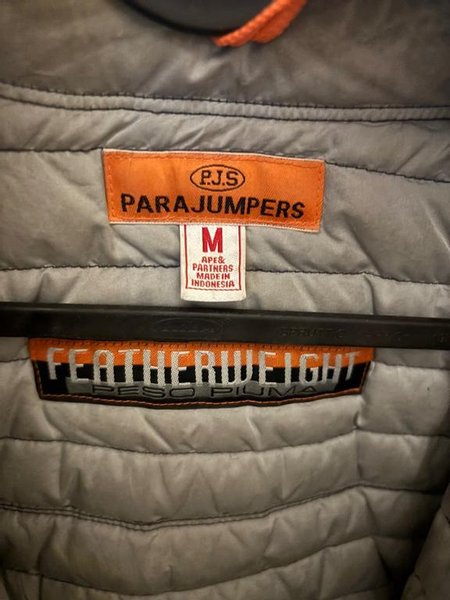 P.J.S
PARAJUMPERS
M
APE&
PARTNERS
MADE IN
INDONESIA
FEATHERWEIGHT
PESO PIUMA